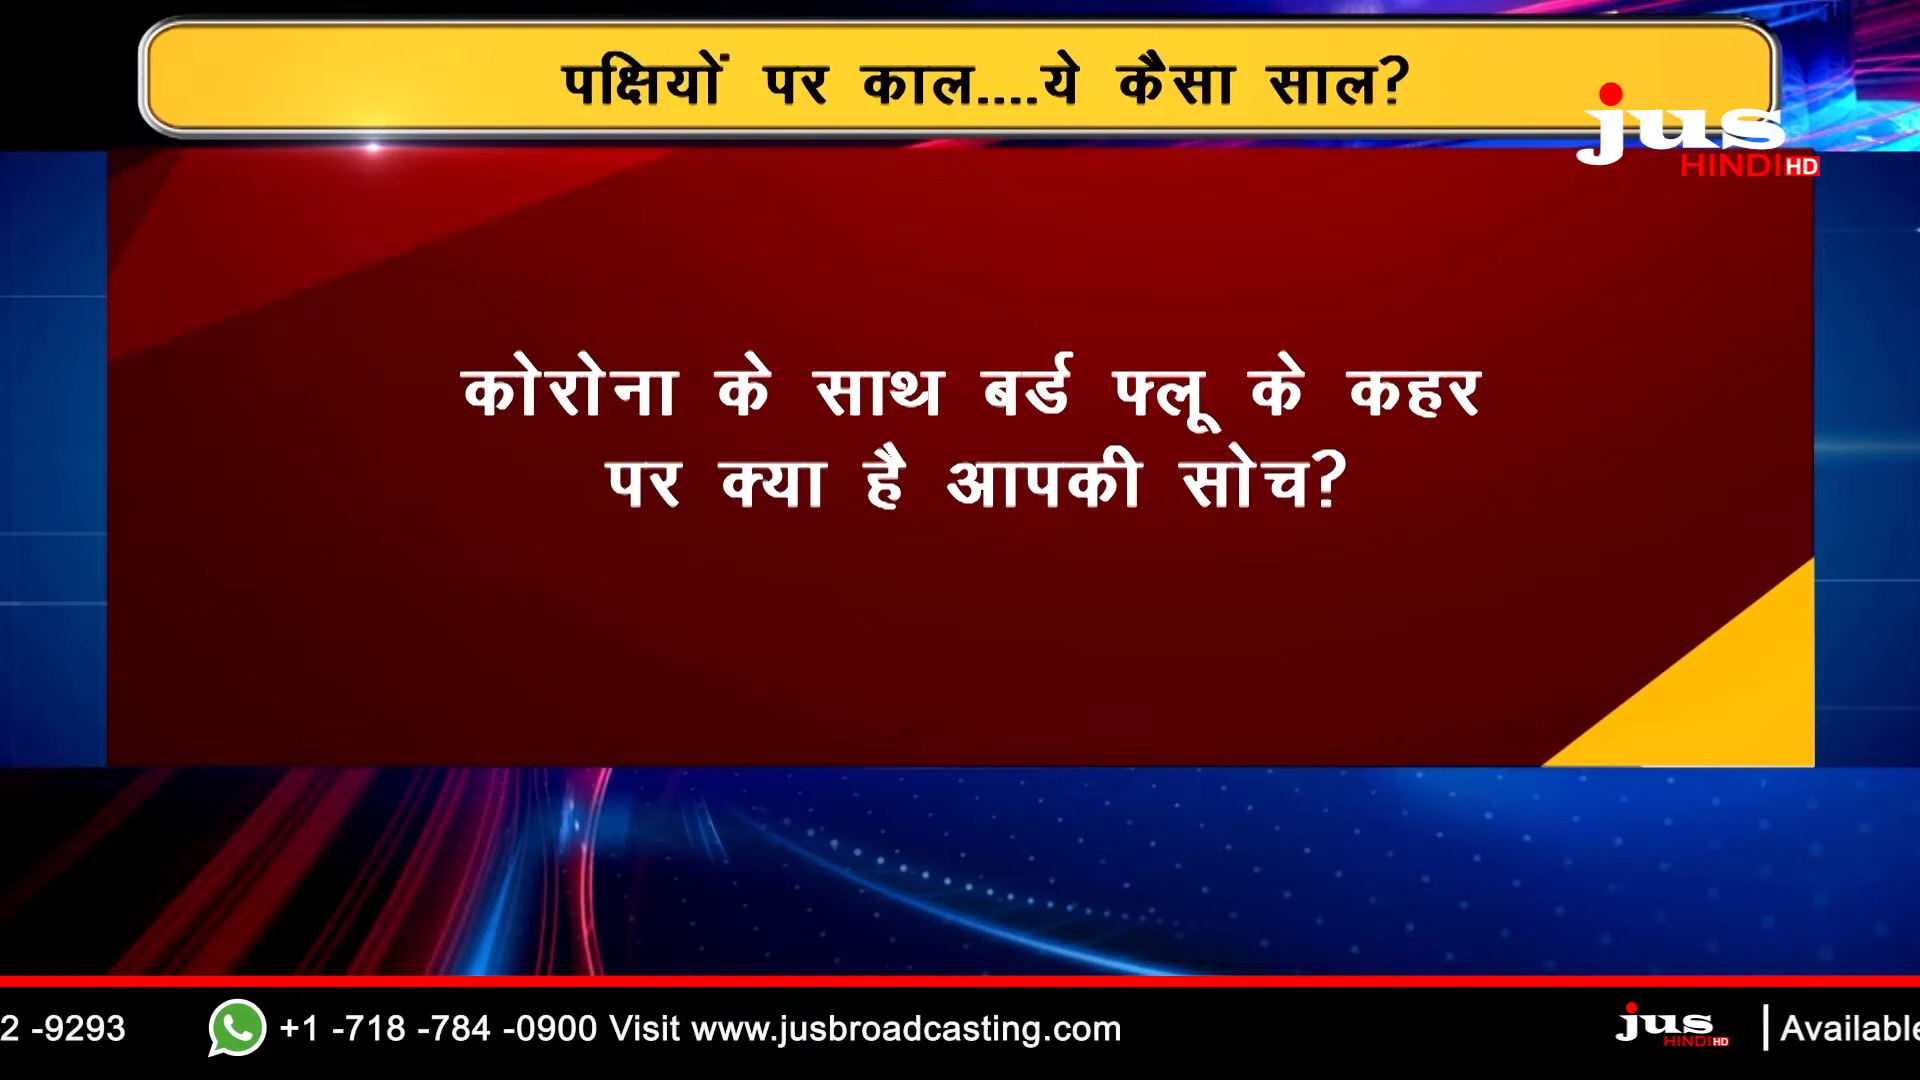 पक्षियों पर काल....ये कैसा साल?
jus
HINDI HD
कोरोना के साथ बर्ड फ्लू के कहर
पर क्या है आपकी सोच?
2 -9293 +1 -718 -784 -0900 Visit www.jusbroadcasting.com jus HINDI HD | Available